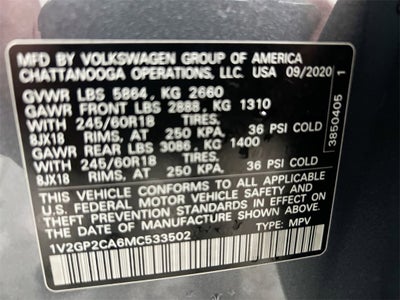 MFD. BY VOLKSWAGEN GROUP OF AMERICA
CHATTANOOGA OPERATIONS, LLC. USA 09/2020
GVWR LBS 5864, KG 2660
GAWR FRONT LBS 2888, KG 1310
WITH 245/60R18 TIRES,
8JX18 RIMS, AT 250 KPA. 36 PSI COLD
GAWR REAR LBS 3086, KG 1400
WITH 245/60R18 TIRES,
8JX18 RIMS, AT 250 KPA. 36 PSI COLD
THIS VEHICLE CONFORMS TO ALL APPLICABLE
U.S. FEDERAL MOTOR VEHICLE SAFETY AND
THEFT PREVENTION STANDARDS IN EFFECT ON
THE DATE OF MANUFACTURE SHOWN ABOVE.
1V2GP2CA6MC533502 TYPE: MPV
3850405 1